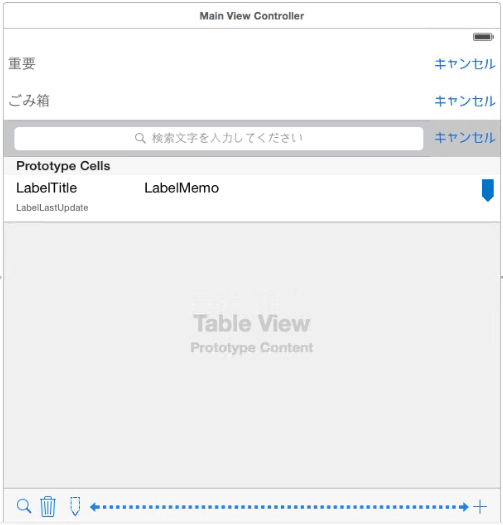 Main View Controller
重要 キャンセル
ごみ箱 キャンセル
検索文字を入力してください キャンセル
Prototype Cells
LabelTitle LabelMemo
LabelLastUpdate
Table View
Prototype Content